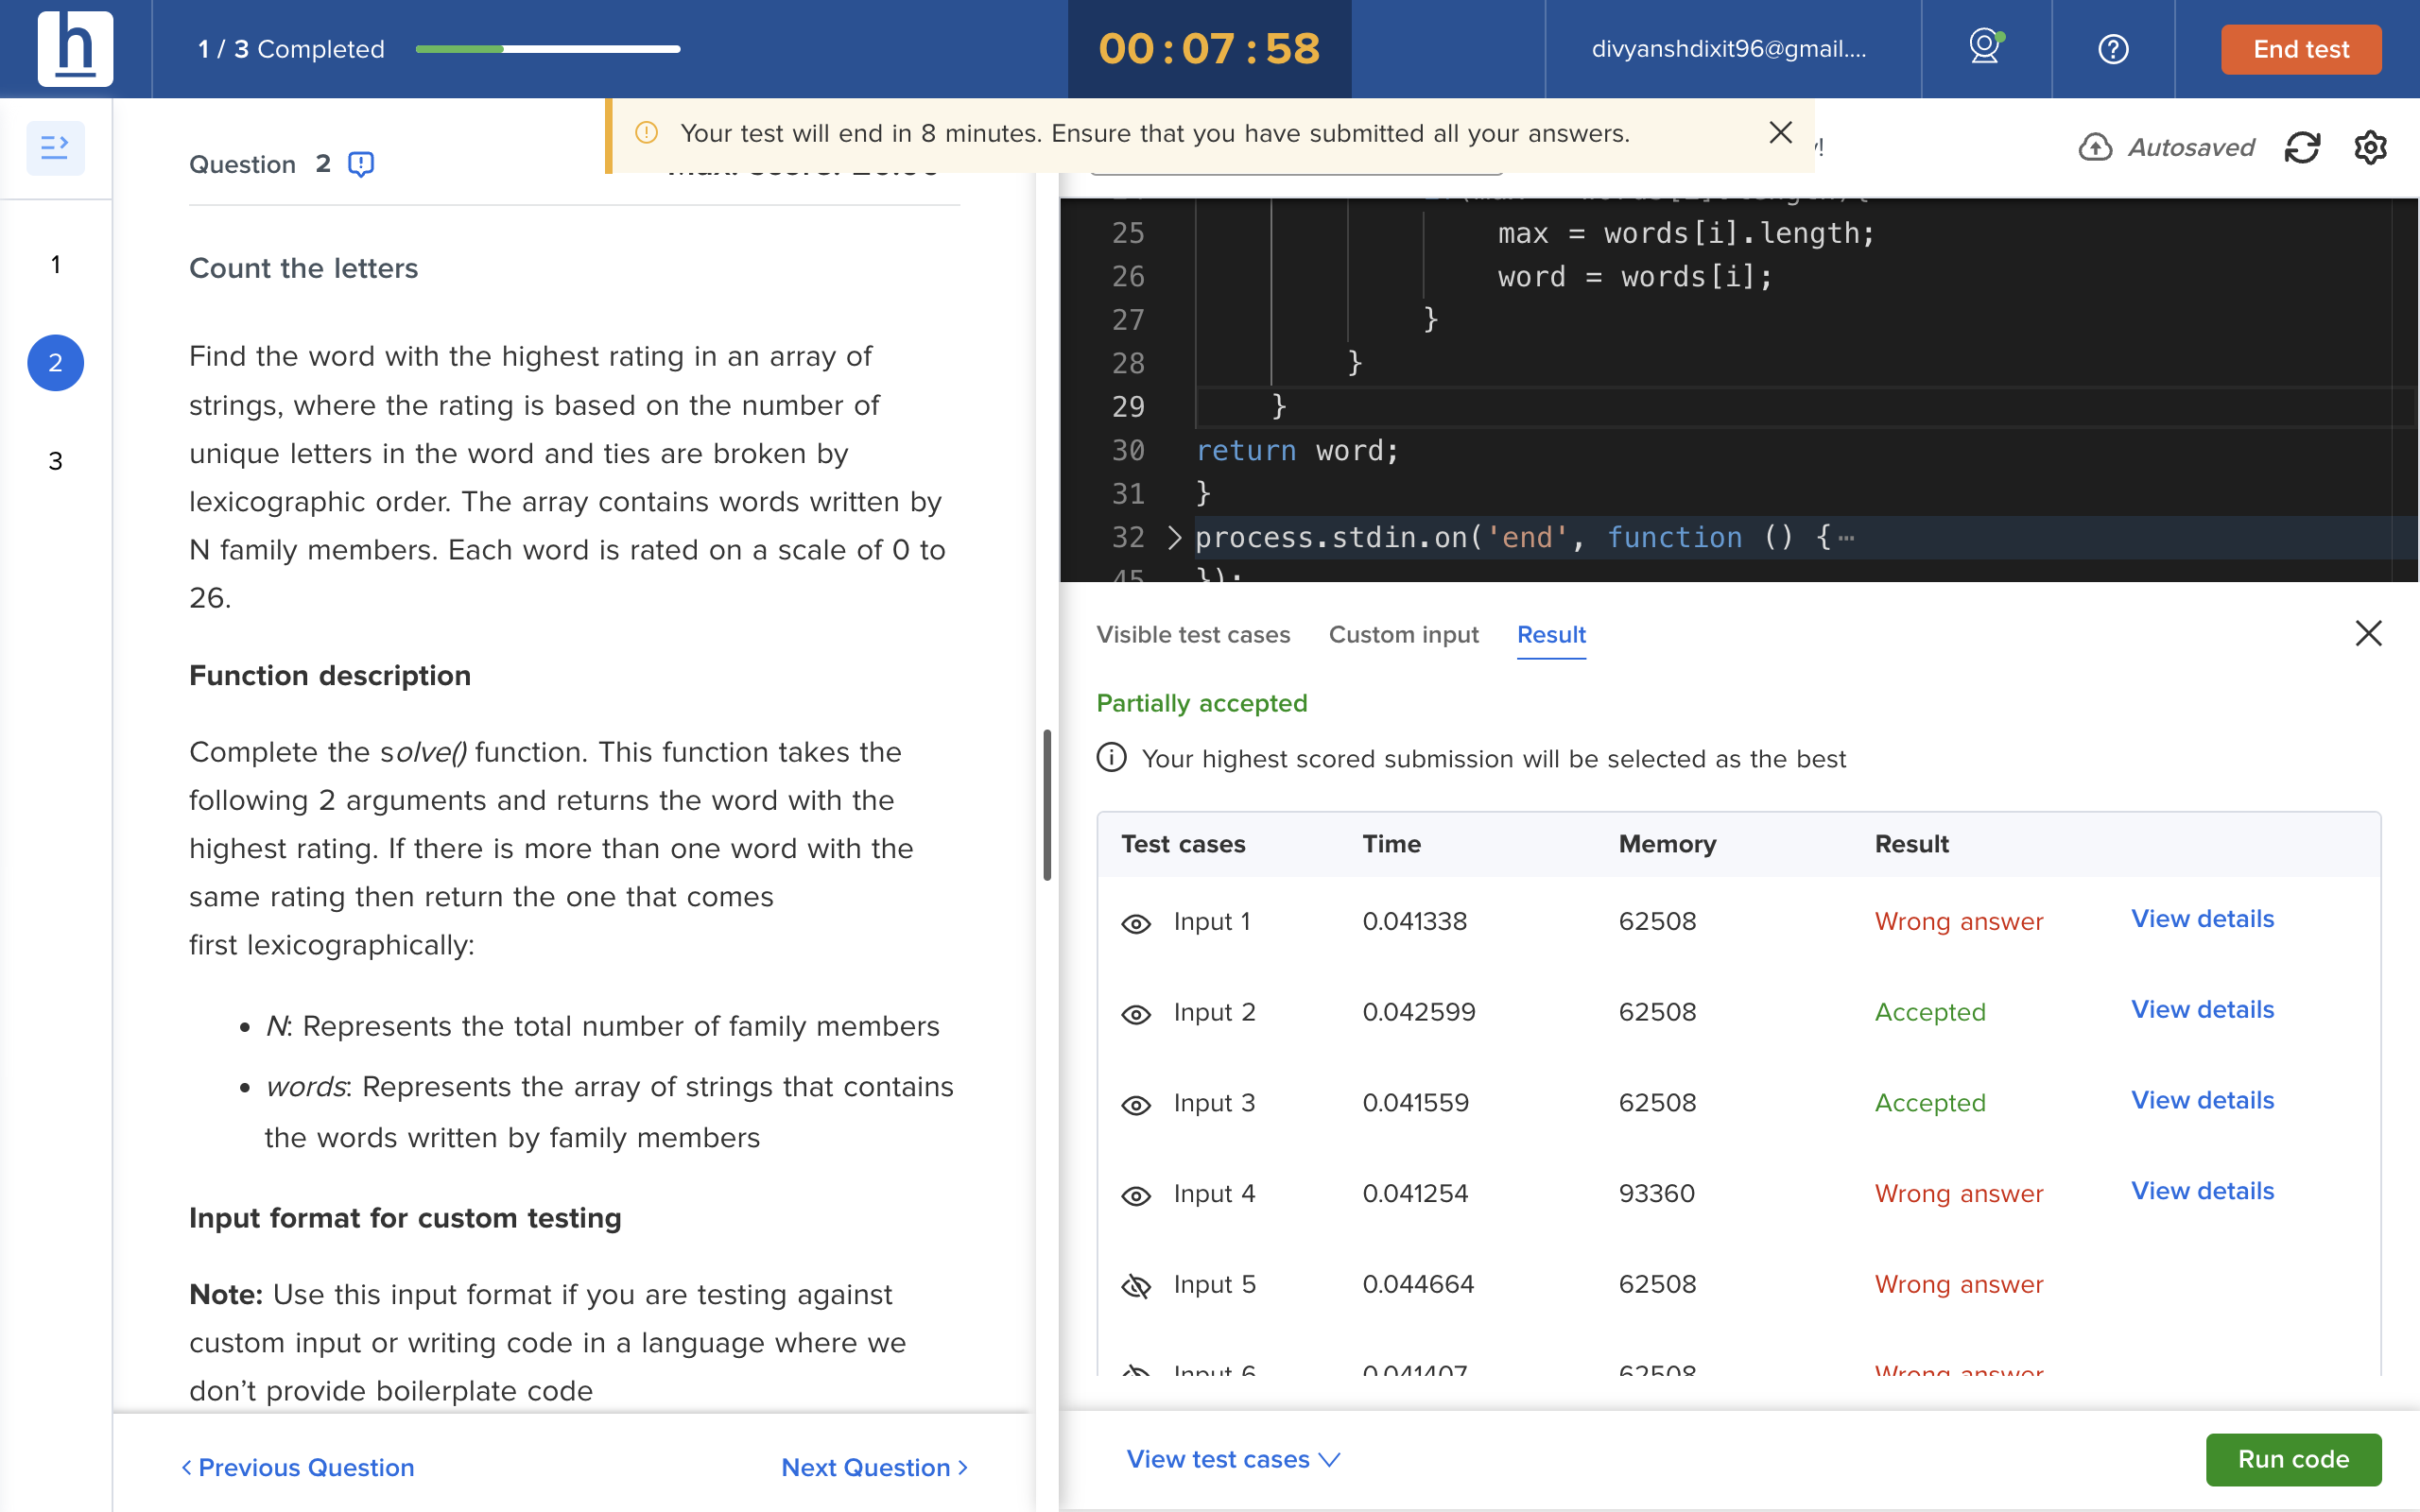 h
1 / 3 Completed
00 : 07 : 58
divyanshdixit96@gmail....
End test
Your test will end in 8 minutes. Ensure that you have submitted all your answers.
Autosaved
Question 2
1
2
3
Count the letters
Find the word with the highest rating in an array of
strings, where the rating is based on the number of
unique letters in the word and ties are broken by
lexicographic order. The array contains words written by
N family members. Each word is rated on a scale of 0 to
26.
Function description
Complete the solve() function. This function takes the
following 2 arguments and returns the word with the
highest rating. If there is more than one word with the
same rating then return the one that comes
first lexicographically:
• N: Represents the total number of family members
• words: Represents the array of strings that contains
the words written by family members
Input format for custom testing
Note: Use this input format if you are testing against
custom input or writing code in a language where we
don’t provide boilerplate code
< Previous Question
Next Question >
25 max = words[i].length;
26 word = words[i];
27 }
28 }
29 }
30 return word;
31 }
32 process.stdin.on('end', function () {
45 });
Visible test cases Custom input Result
Partially accepted
Your highest scored submission will be selected as the best
Test cases Time Memory Result
Input 1 0.041338 62508 Wrong answer View details
Input 2 0.042599 62508 Accepted View details
Input 3 0.041559 62508 Accepted View details
Input 4 0.041254 93360 Wrong answer View details
Input 5 0.044664 62508 Wrong answer
Input 6 0.041407 62508 Wrong answer
View test cases
Run code